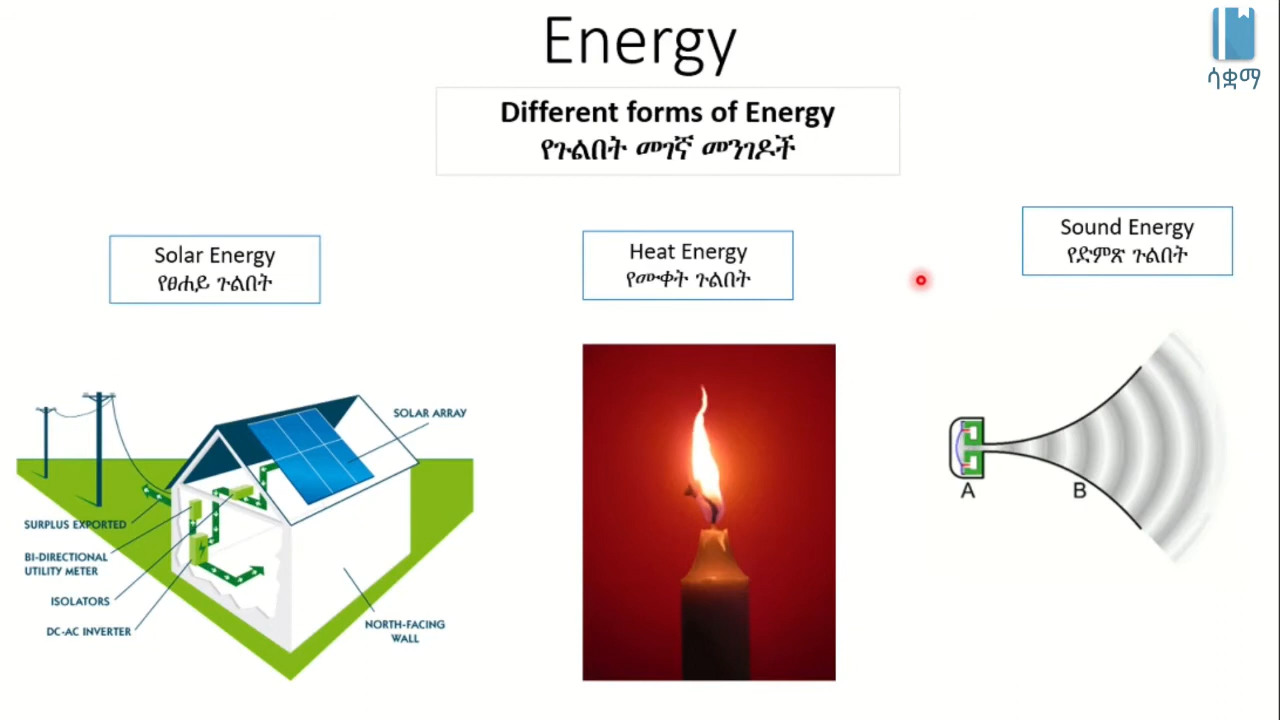 Energy
ሳቋማ
Different forms of Energy
የጉልበት መገኛ መንገዶች
Solar Energy
የፀሐይ ጉልበት
Heat Energy
የሙቀት ጉልበት
Sound Energy
የድምጽ ጉልበት
SOLAR ARRAY
SURPLUS EXPORTED
BI-DIRECTIONAL
UTILITY METER
ISOLATORS
DC-AC INVERTER
NORTH-FACING
WALL
A
B